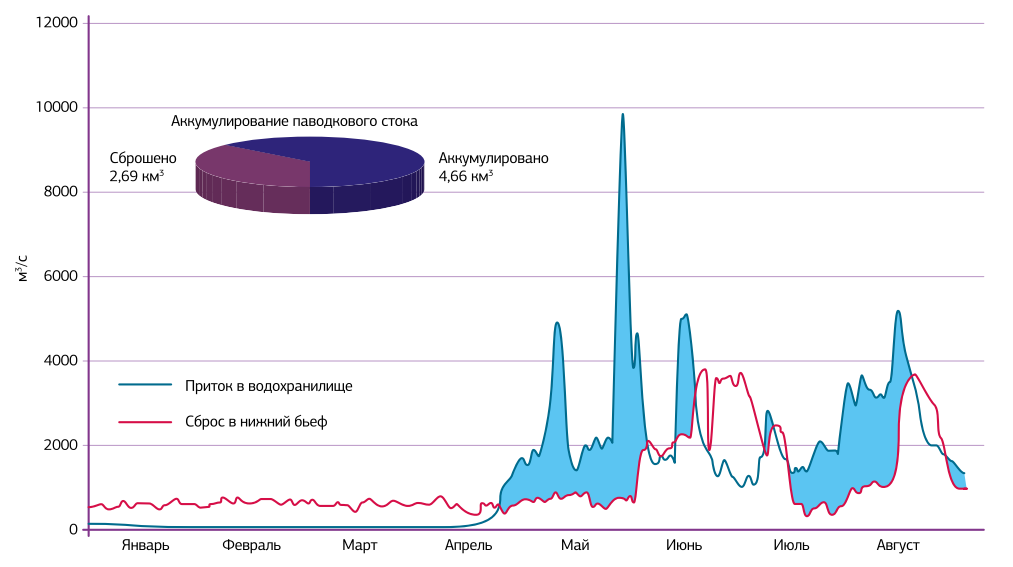 12000
10000
Аккумулирование паводкового стока
Сброшено
2,69 км³
Аккумулировано
4,66 км³
8000
м³/с
6000
4000
Приток в водохранилище
Сброс в нижний бьеф
2000
0
Январь Февраль Март Апрель Май Июнь Июль Август